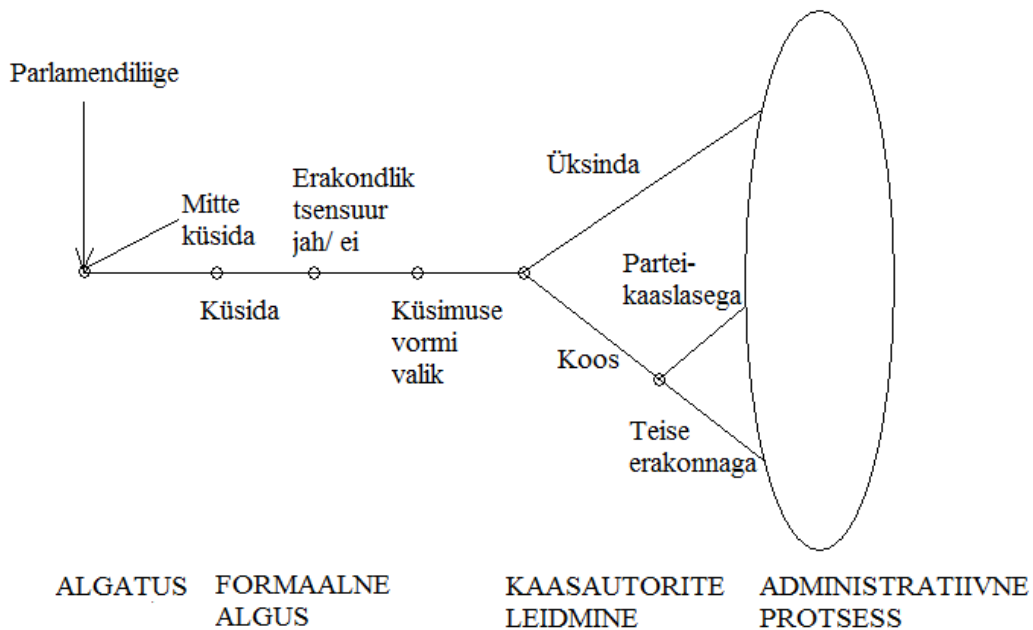 Parlamendiliige
Mitte
küsida
Küsida
Erakondlik
tsensuur
jah/ ei
Küsimuse
vormi
valik
Üksinda
Koos
Partei-
kaaslasega
Teise
erakonnaga
ALGATUS
FORMAALNE
ALGUS
KAASAUTORITE
LEIDMINE
ADMINISTRATIIVNE
PROTSESS